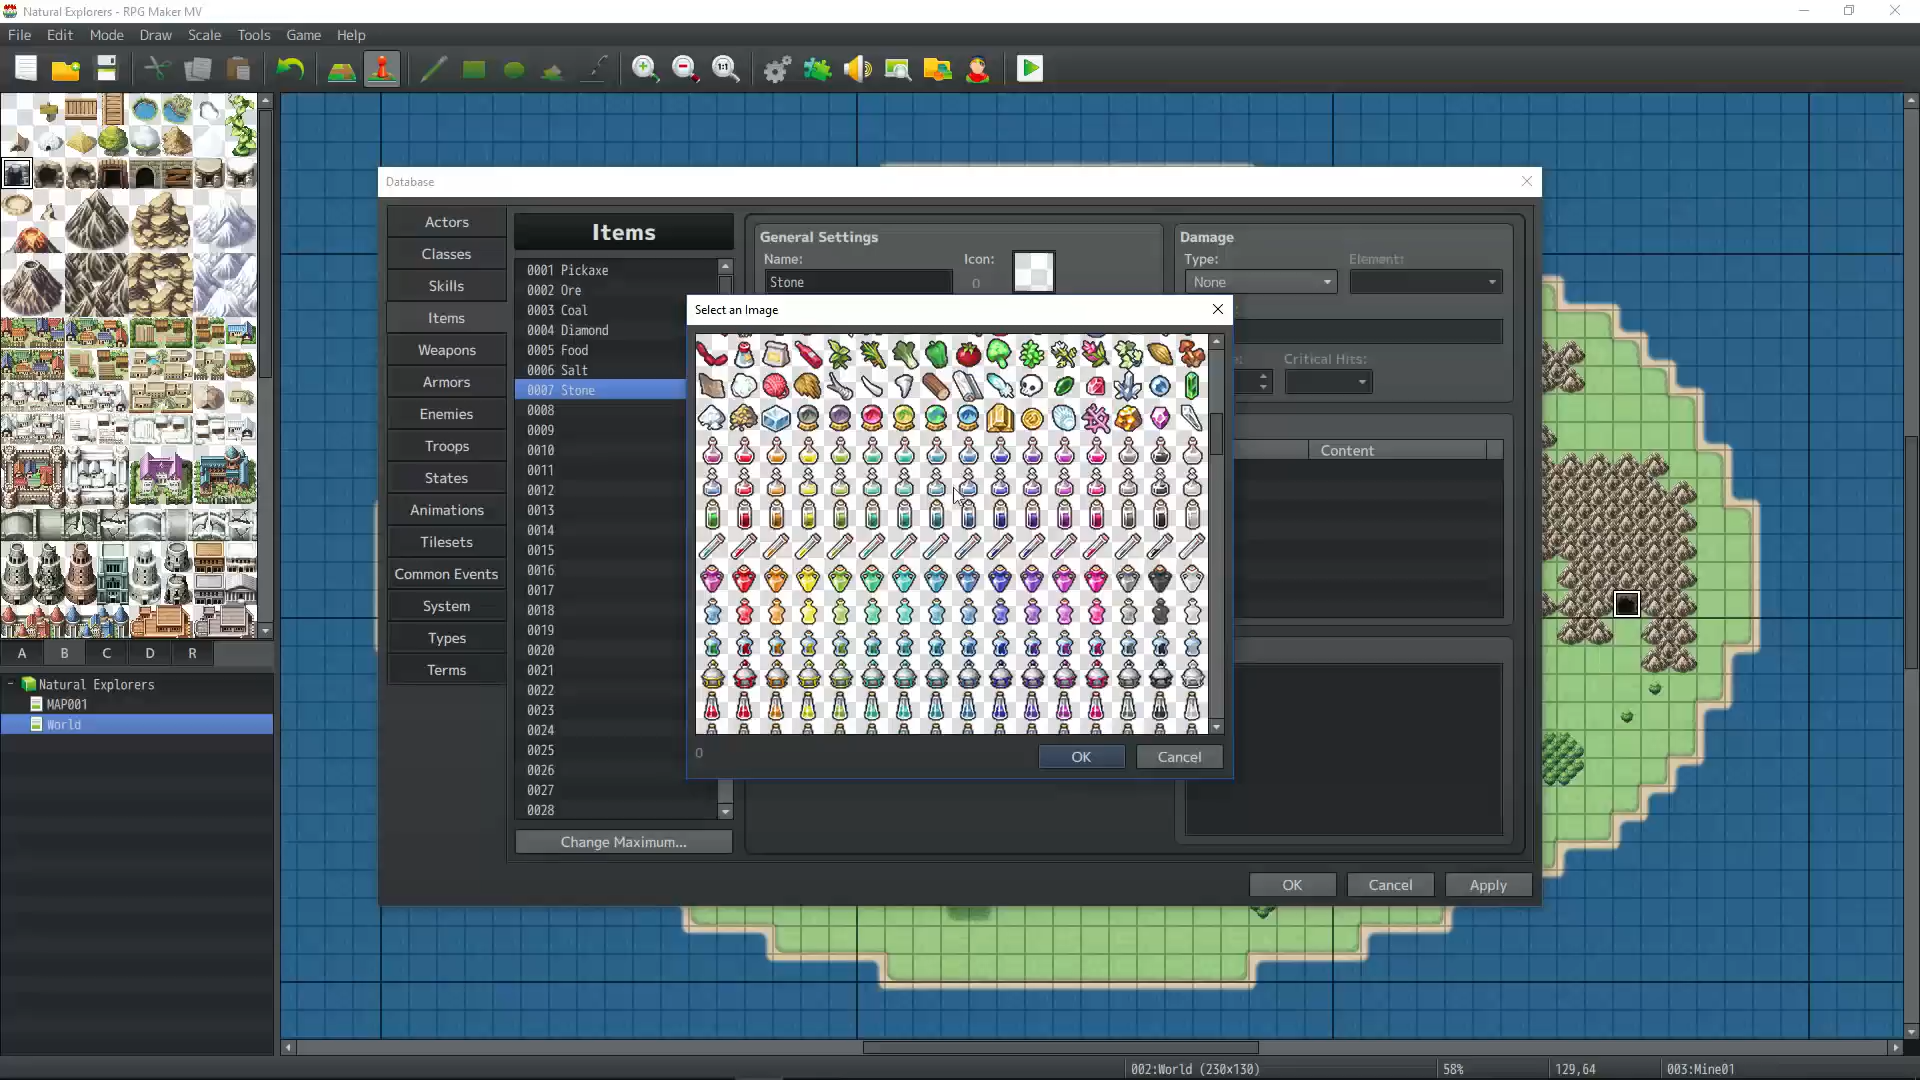 Natural Explorers - RPG Maker MV
File Edit Mode Draw Scale Tools Game Help
1:1
Database
Actors
Classes
Skills
Items
Weapons
Armors
Enemies
Troops
States
Animations
Tilesets
Common Events
System
Types
Terms
Items
0001 Pickaxe
0002 Ore
0003 Coal
0004 Diamond
0005 Food
0006 Salt
0007 Stone
0008
0009
0010
0011
0012
0013
0014
0015
0016
0017
0018
0019
0020
0021
0022
0023
0024
0025
0026
0027
0028
Change Maximum...
General Settings
Name:
Icon:
Stone
0
Damage
Type:
Element:
None
Critical Hits:
Content
Select an Image
0
OK
Cancel
OK
Cancel
Apply
A B C D R
Natural Explorers
MAP001
World
002:World (230x130)
58%
129,64
003:Mine01